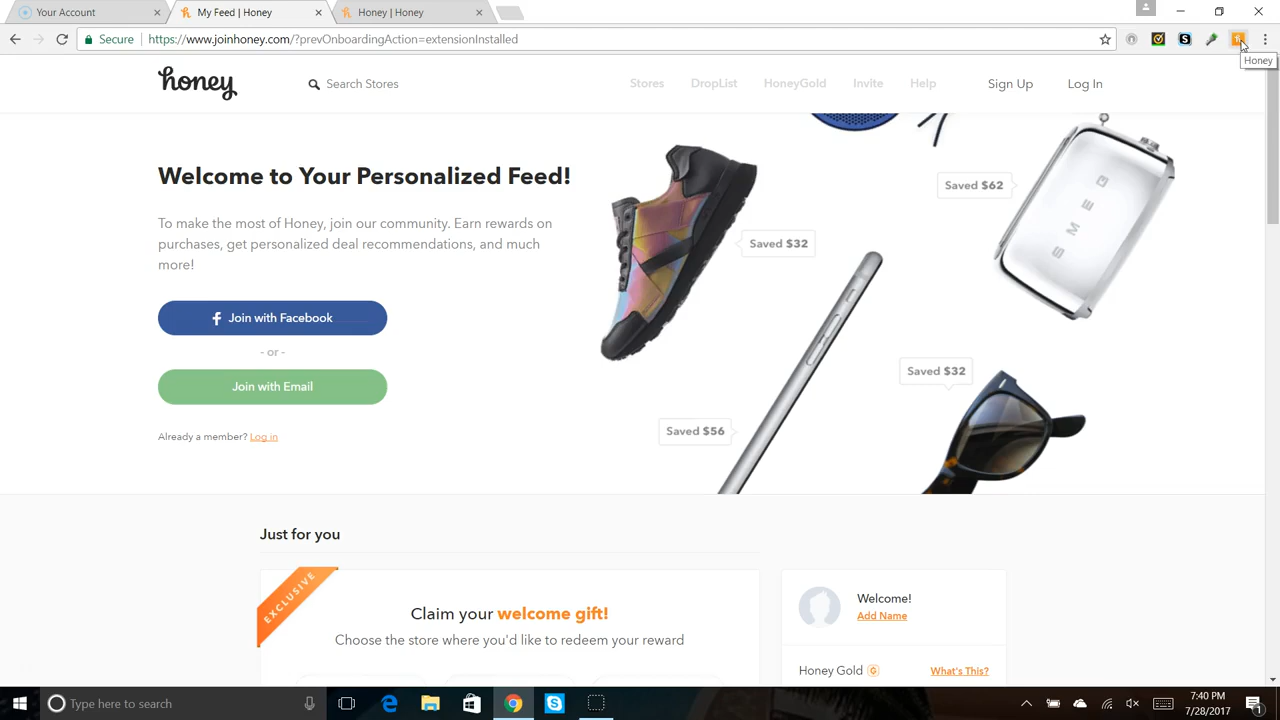 Your Account
My Feed | Honey
Honey | Honey
Secure
https://www.joinhoney.com/?prevOnboardingAction=extensionInstalled
Honey
honey
Search Stores
Stores
DropList
HoneyGold
Invite
Help
Sign Up
Log In
Welcome to Your Personalized Feed!
To make the most of Honey, join our community. Earn rewards on
purchases, get personalized deal recommendations, and much
more!
Join with Facebook
- or -
Join with Email
Already a member? Log in
Saved $62
Saved $32
SMEG
Saved $32
Saved $56
Just for you
EXCLUSIVE
Claim your welcome gift!
Choose the store where you'd like to redeem your reward
Welcome!
Add Name
Honey Gold
What's This?
Type here to search
7:40 PM
7/28/2017